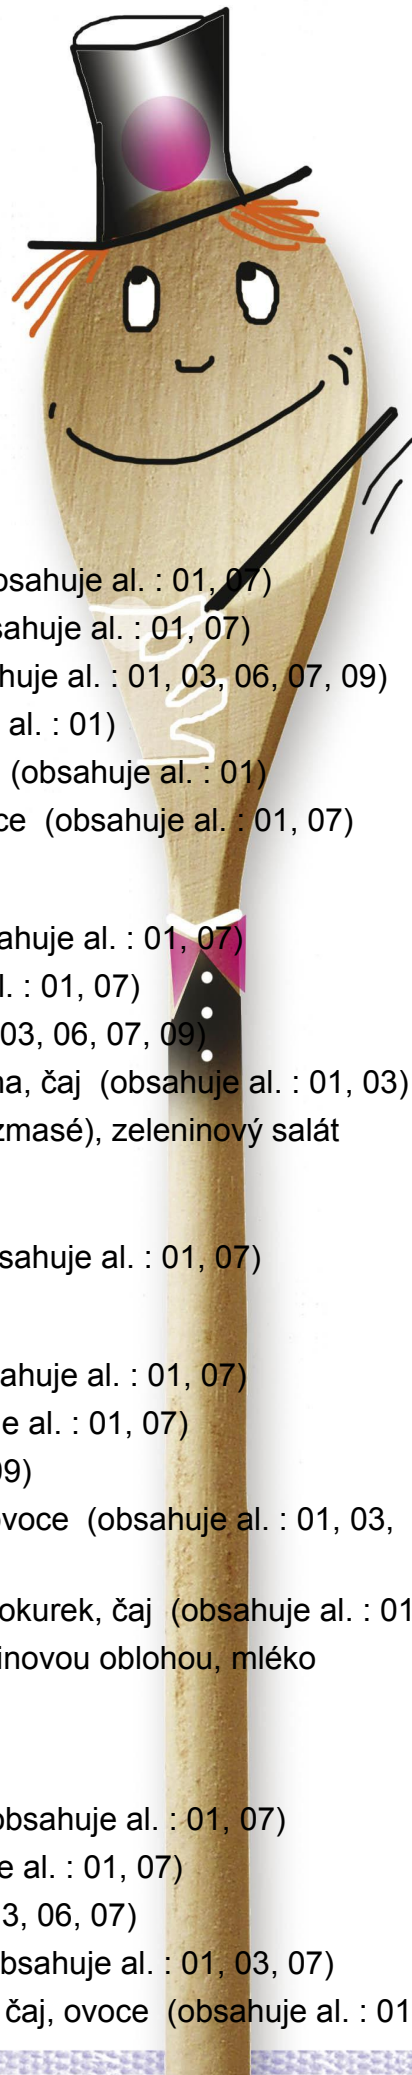 bsahuje al. : 01, 07)
sahuje al. : 01, 07)
huje al. : 01, 03, 06, 07, 09)
al. : 01)
(obsahuje al. : 01)
ce (obsahuje al. : 01, 07)
ahuje al. : 01, 07)
l. : 01, 07)
03, 06, 07, 09)
na, čaj (obsahuje al. : 01, 03)
zmasé), zeleninový salát
sahuje al. : 01, 07)
ahuje al. : 01, 07)
e al. : 01, 07)
09)
ovoce (obsahuje al. : 01, 03,
okurek, čaj (obsahuje al. : 01
inovou oblohou, mléko
obsahuje al. : 01, 07)
e al. : 01, 07)
3, 06, 07)
bsahuje al. : 01, 03, 07)
čaj, ovoce (obsahuje al. : 01